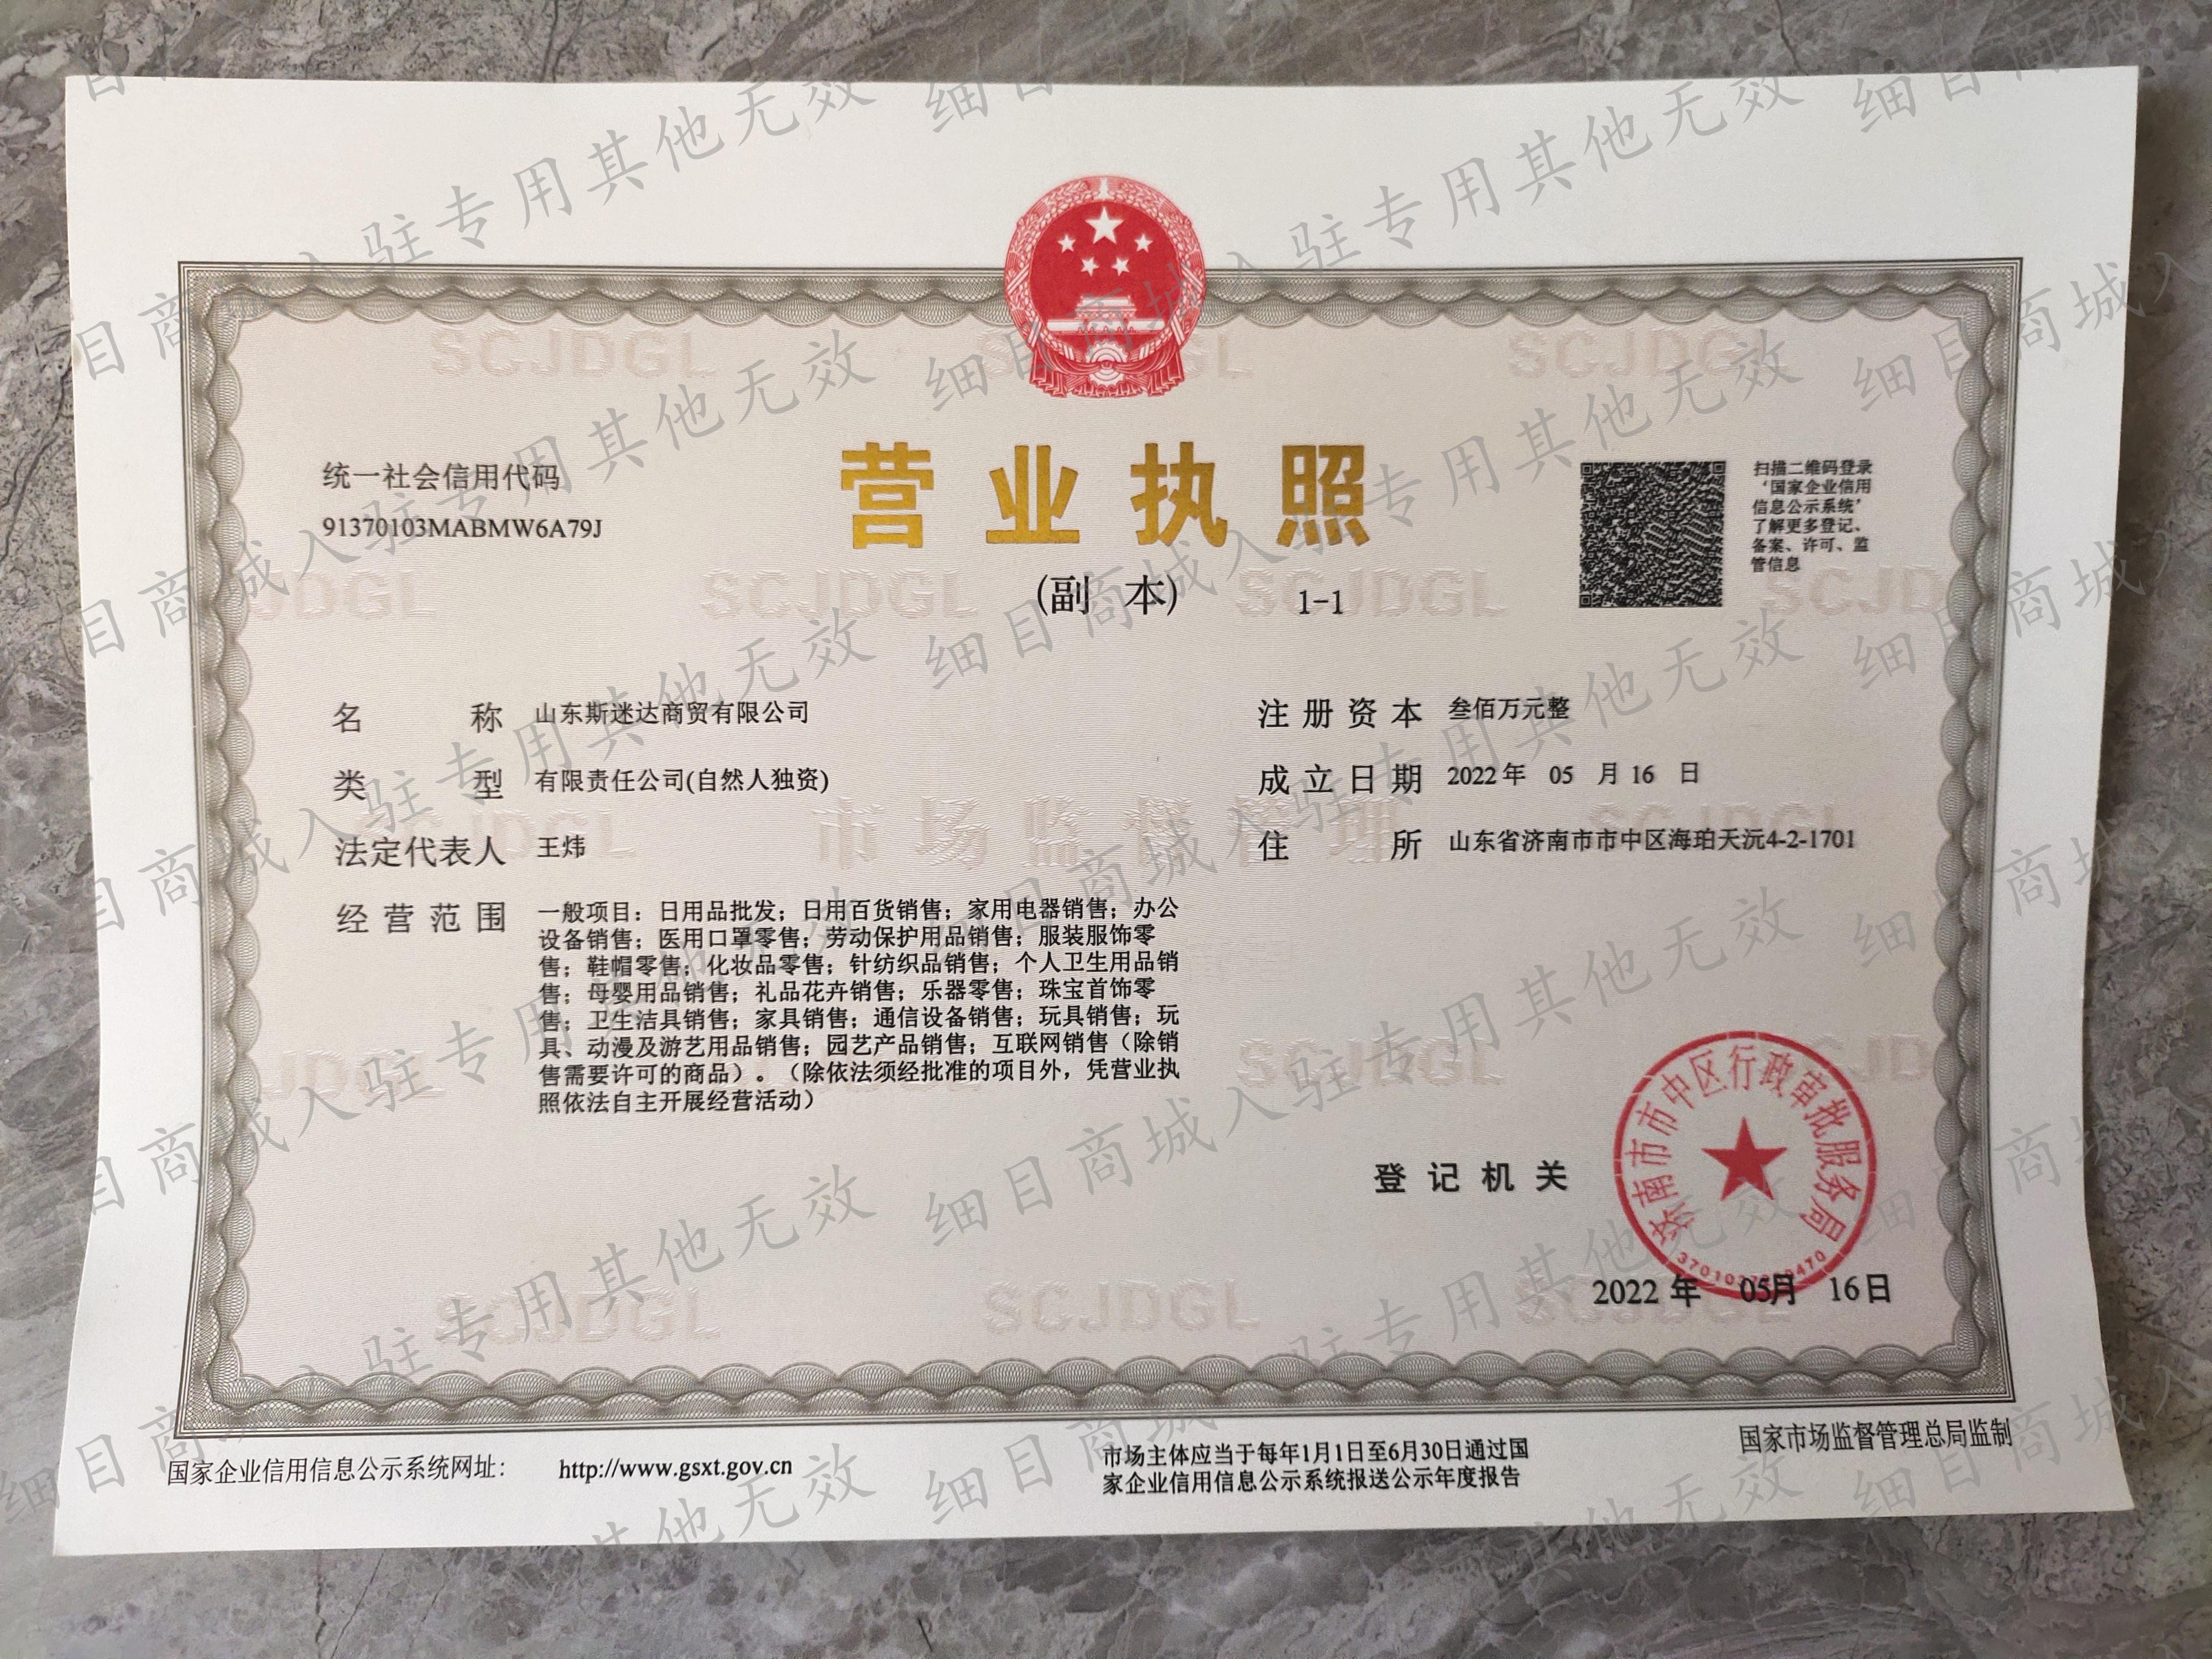 统一社会信用代码
91370103MABMW6A79J
营业执照
(副 本) 1-1
扫描二维码登录
‘国家企业信用
信息公示系统’
了解更多登记、
备案、许可、监
管信息
名 称 山东斯迷达商贸有限公司
类 型 有限责任公司(自然人独资)
法定代表人 王炜
经营范围 一般项目：日用品批发；日用百货销售；家用电器销售；办公
设备销售；医用口罩零售；劳动保护用品销售；服装服饰零
售；鞋帽零售；化妆品零售；针纺织品销售；个人卫生用品销
售；母婴用品销售；礼品花卉销售；乐器零售；珠宝首饰零
售；卫生洁具销售；家具销售；通信设备销售；玩具销售；玩
具、动漫及游艺用品销售；园艺产品销售；互联网销售（除销
售需要许可的商品）。（除依法须经批准的项目外，凭营业执
照依法自主开展经营活动）
注册资本 叁佰万元整
成立日期 2022年 05 月 16 日
住 所 山东省济南市市中区海珀天沅4-2-1701
登记机关
济南市市中区行政审批服务局
2022 年 05月 16日
国家企业信用信息公示系统网址： http://www.gsxt.gov.cn
市场主体应当于每年1月1日至6月30日通过国
家企业信用信息公示系统报送公示年度报告
国家市场监督管理总局监制
SCJDGL
市场监督管理
细目商城入驻专用其他无效